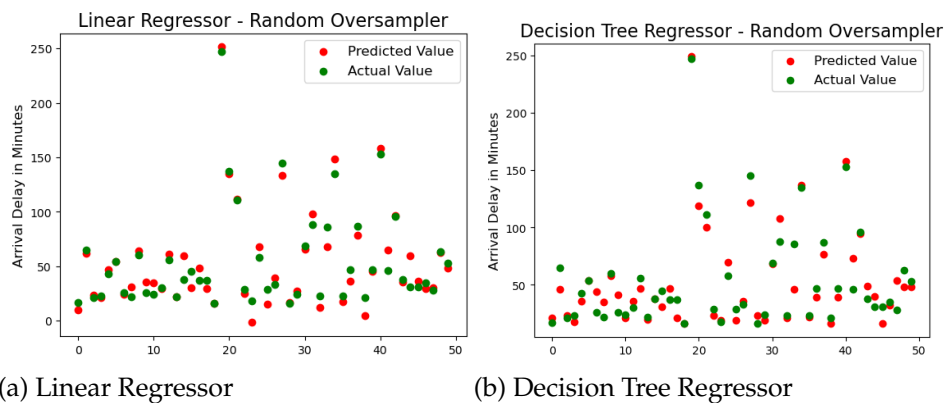 Linear Regressor - Random Oversampler
Predicted Value
Actual Value
Arrival Delay in Minutes
250
200
150
100
50
0
0
10
20
30
40
50
(a) Linear Regressor
Decision Tree Regressor - Random Oversampler
Predicted Value
Actual Value
Arrival Delay in Minutes
250
200
150
100
50
0
10
20
30
40
50
(b) Decision Tree Regressor